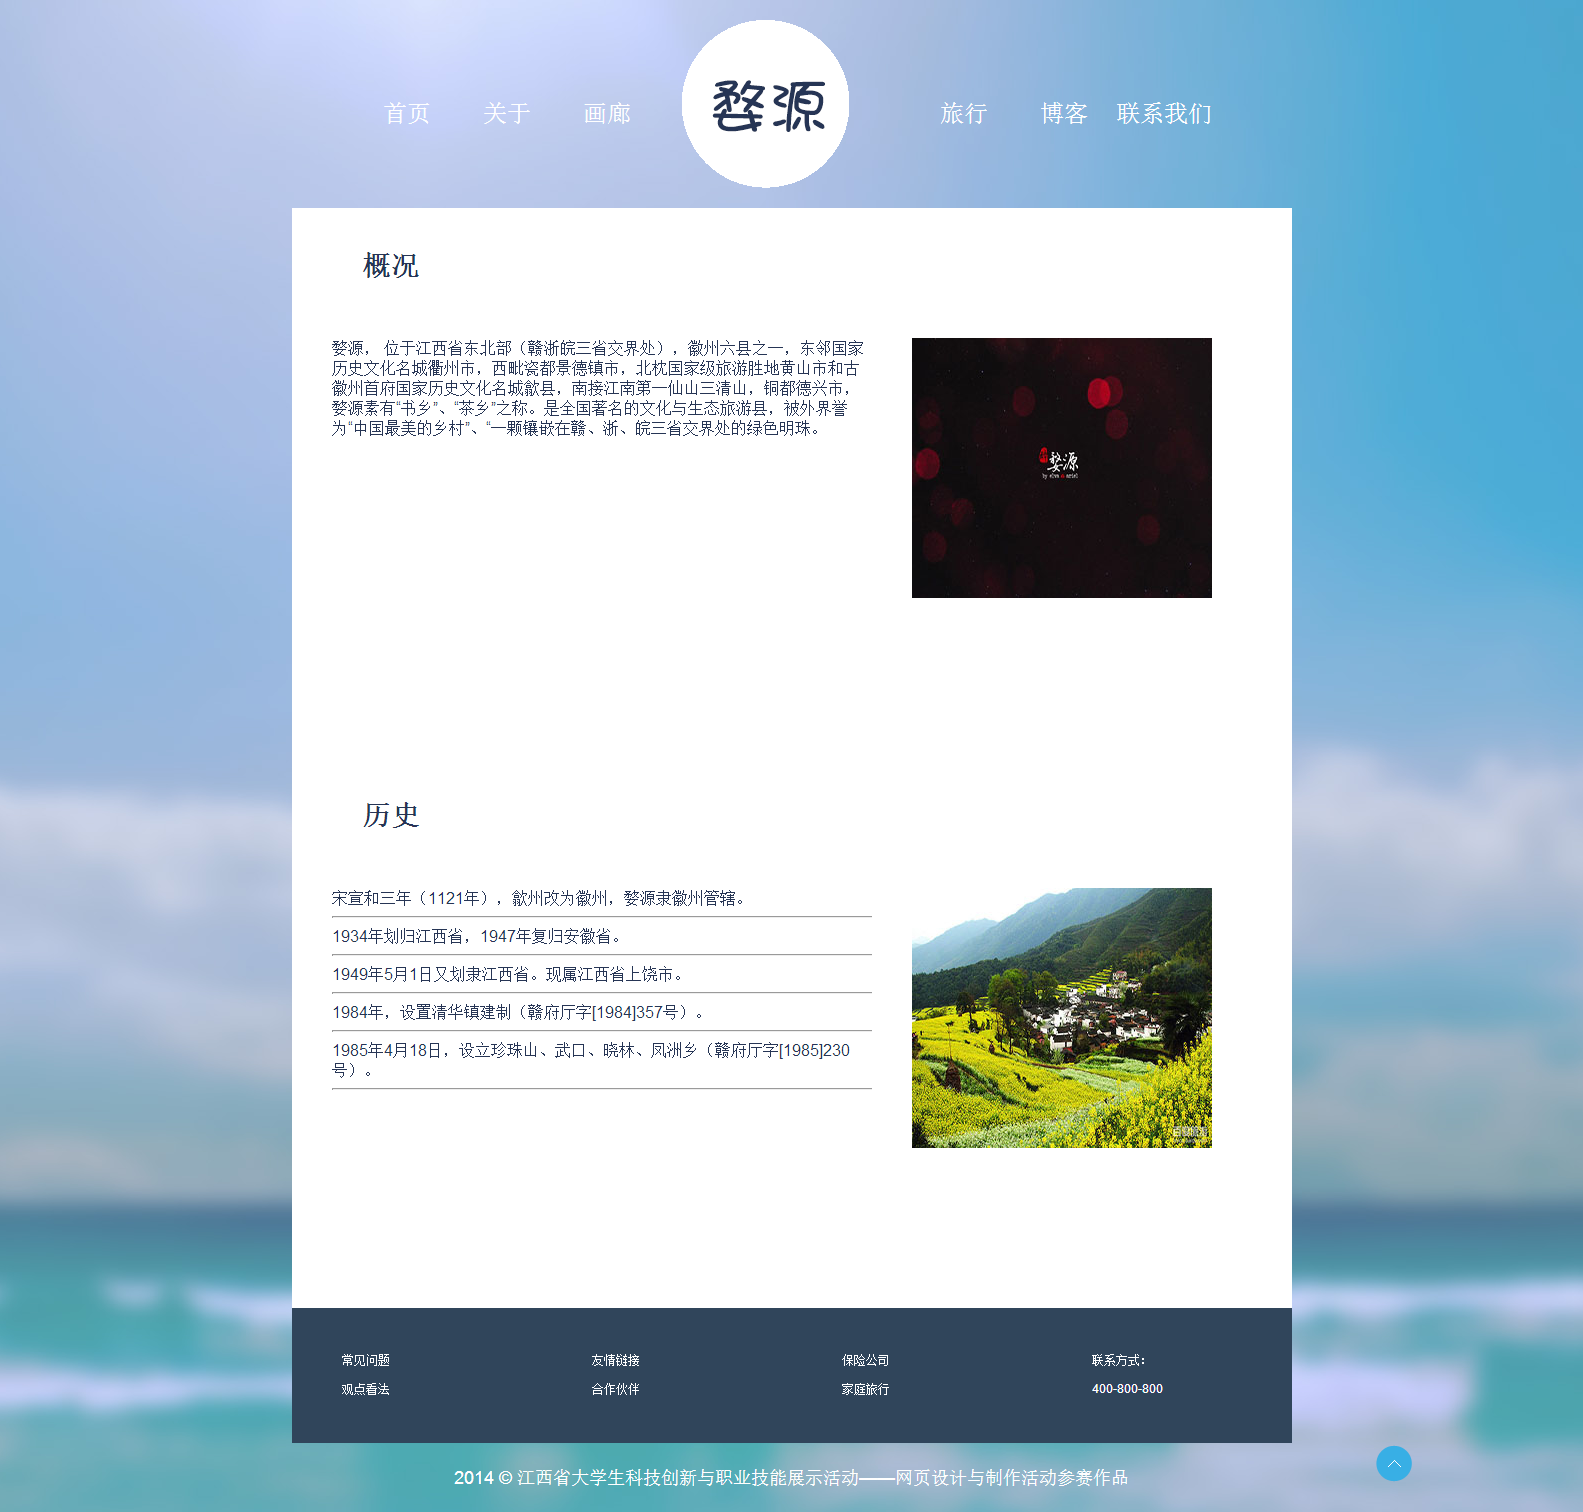 首页 关于 画廊 婺源 旅行 博客 联系我们
概况
婺源， 位于江西省东北部（赣浙皖三省交界处），徽州六县之一，东邻国家
历史文化名城衢州市，西毗瓷都景德镇市，北枕国家级旅游胜地黄山市和古
徽州首府国家历史文化名城歙县，南接江南第一仙山三清山，铜都德兴市，
婺源素有“书乡”、“茶乡”之称。是全国著名的文化与生态旅游县，被外界誉
为“中国最美的乡村”、“一颗镶嵌在赣、浙、皖三省交界处的绿色明珠。
婺源
历史
宋宣和三年（1121年），歙州改为徽州，婺源隶徽州管辖。
1934年划归江西省，1947年复归安徽省。
1949年5月1日又划隶江西省。现属江西省上饶市。
1984年，设置清华镇建制（赣府厅字[1984]357号）。
1985年4月18日，设立珍珠山、武口、晓林、凤洲乡（赣府厅字[1985]230
号）。
常见问题 友情链接 保险公司 联系方式：
观点看法 合作伙伴 家庭旅行 400-800-800
2014 © 江西省大学生科技创新与职业技能展示活动——网页设计与制作活动参赛作品